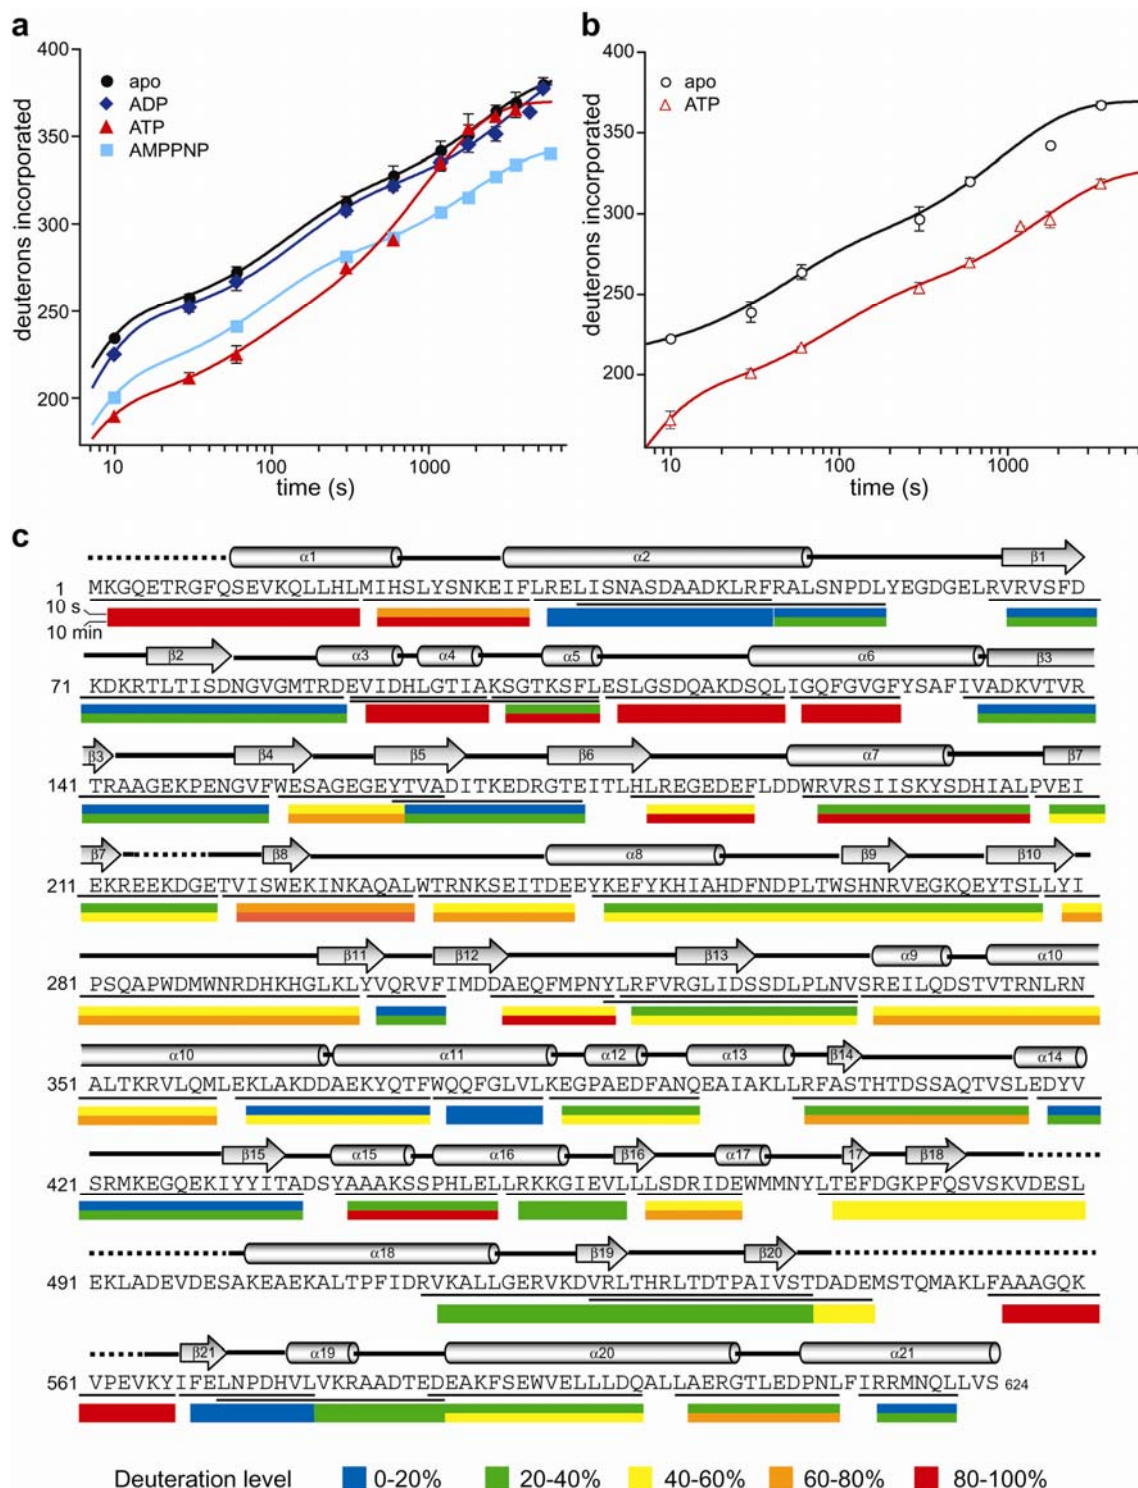 a
deuterons incorporated
400
350
300
250
200
apo
ADP
ATP
AMPPNP
10
100
1000
time (s)
b
deuterons incorporated
400
350
300
250
200
apo
ATP
10
100
1000
time (s)
c
α1 α2 β1
1 MKGQETRGFQSEVKQLLHLMIHSLYSNKEIFLRELISNASDAADKLRFRALSNPDLYEGDGELRVRVSFD
10 s
10 min
β2 α3 α4 α5 α6 β3
71 KDKRTLTISDNGVGMTRDEVIDHLGTIAKSGTKSFLESLGSDQAKDSQLIGQFGVGFYSAFIVADKVTVR
β3 β4 β5 β6 α7 β7
141 TRAAGEKPENGVFWESAGEGEYTVADITKEDRGTEITLHLREGEDEFLDDWRVRSIISKYSDHIALPVEI
β7 β8 α8 β9 β10
211 EKREEKDGETVISWEKINKAQALWTRNKSEITDEEYKEFYKHIAHDFNDPLTWSHNRVEGKQEYTSLLYI
β11 β12 β13 α9 α10
281 PSQAPWDMWNRDHKHGLKLYVQRVFIMDDAEQFMPNYLRFVRGLIDSSDLPLNVSREILQDSTVTRNLRN
α10 α11 α12 α13 β14 α14
351 ALTKRVLQMLEKLAKDDAEKYQTFWQQFGLVLKEGPAEDFANQEAIAKLLRFASTHTDSSAQTVSLEDYV
β15 α15 α16 β16 α17 17 β18
421 SRMKEGQEKIYYITADSYAAAKSSPHLELLRKKGIEVLLLSDRIDEWMMNYLTEFDGKPFQSVSKVDESL
α18 β19 β20
491 EKLADEVDESAKEAEKALTPFIDRVKALLGERVKDVRLTHRLTDTPAIVSTDADEMSTQMAKLFAAAGQK
β21 α19 α20 α21
561 VPEVKYIFELNPDHVLVKRAADTEDEAKFSEWVELLLDQALLAERGTLEDPNLFIRRMNQLLVS 624
Deuteration level 0-20% 20-40% 40-60% 60-80% 80-100%